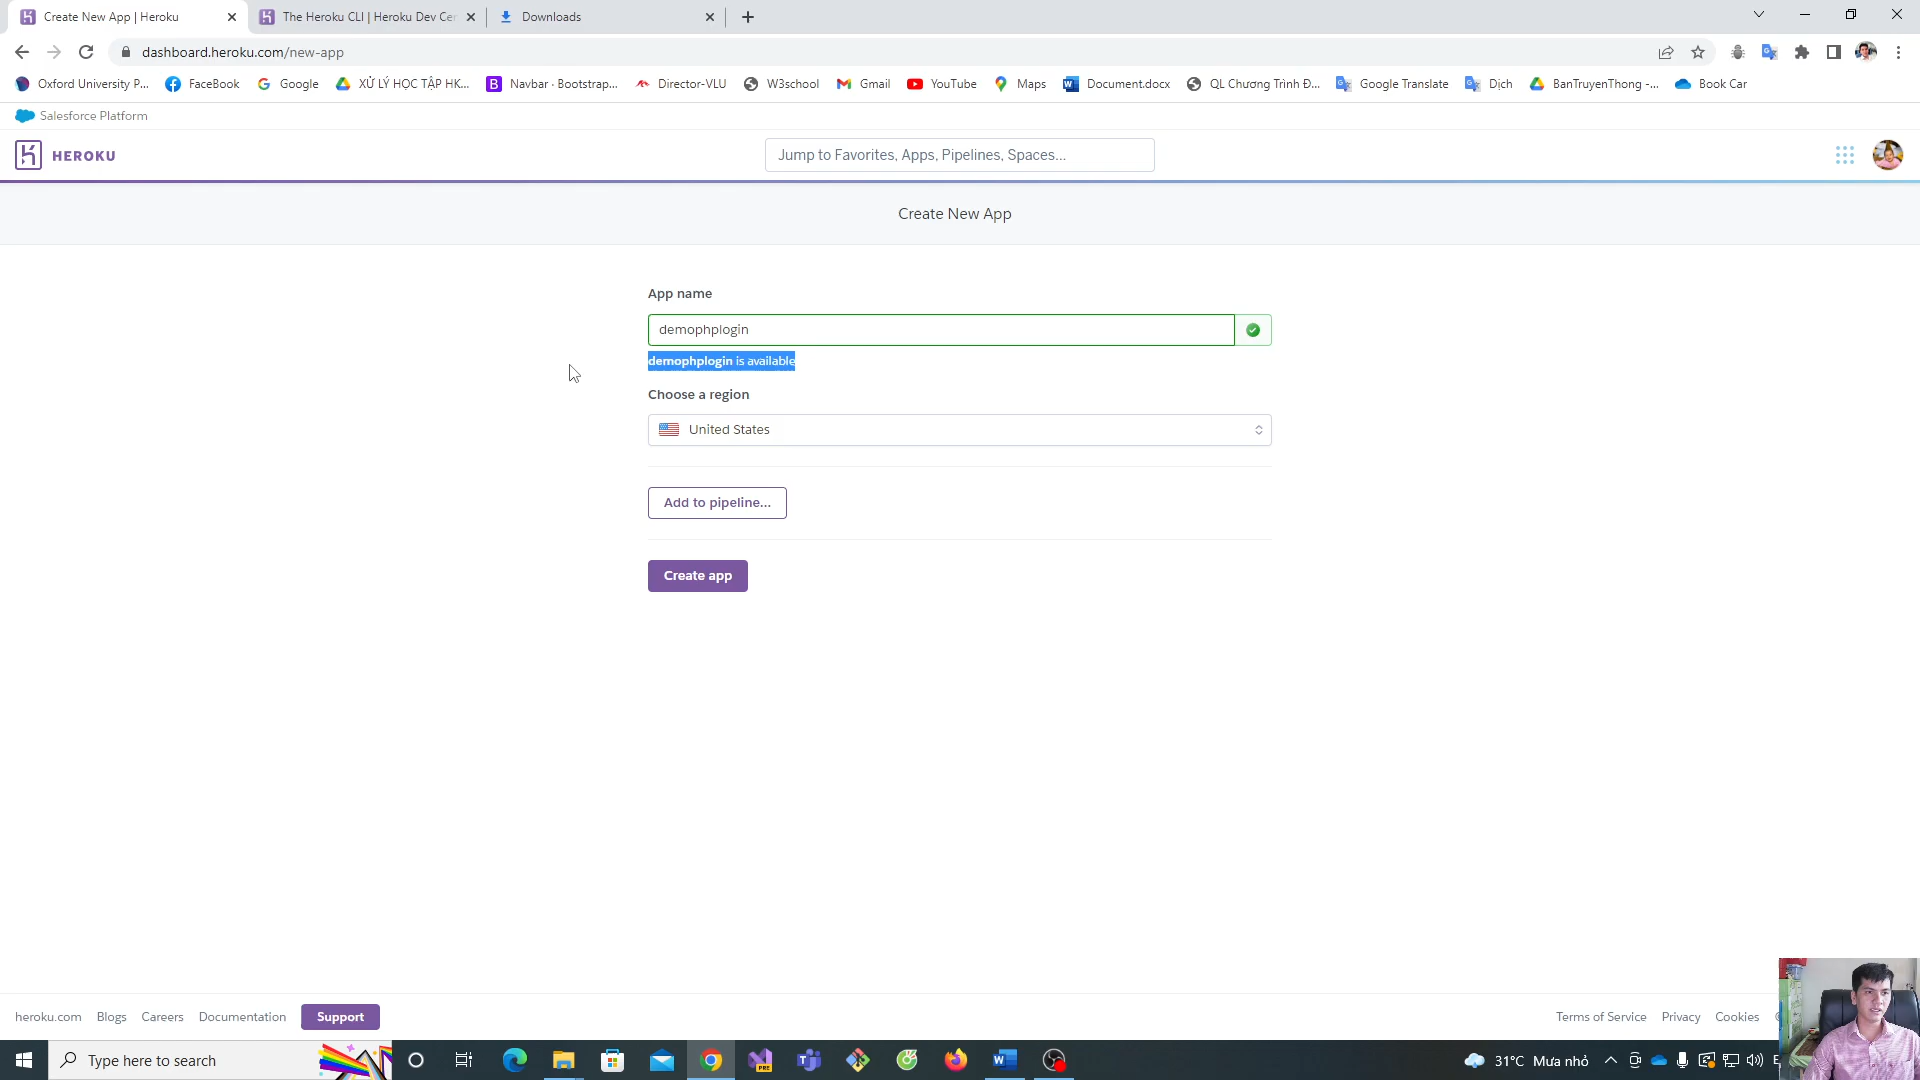 Create New App | Heroku
The Heroku CLI | Heroku Dev Cen
Downloads
dashboard.heroku.com/new-app
Oxford University P...
FaceBook
Google
XỬ LÝ HỌC TẬP HK...
Navbar · Bootstrap...
Director-VLU
W3school
Gmail
YouTube
Maps
Document.docx
QL Chương Trình Đ...
Google Translate
Dịch
BanTruyenThong -...
Book Car
Salesforce Platform
HEROKU
Jump to Favorites, Apps, Pipelines, Spaces...
Create New App
App name
demophplogin
demophplogin is available
Choose a region
United States
Add to pipeline...
Create app
heroku.com
Blogs
Careers
Documentation
Support
Terms of Service
Privacy
Cookies
Type here to search
31°C Mưa nhỏ